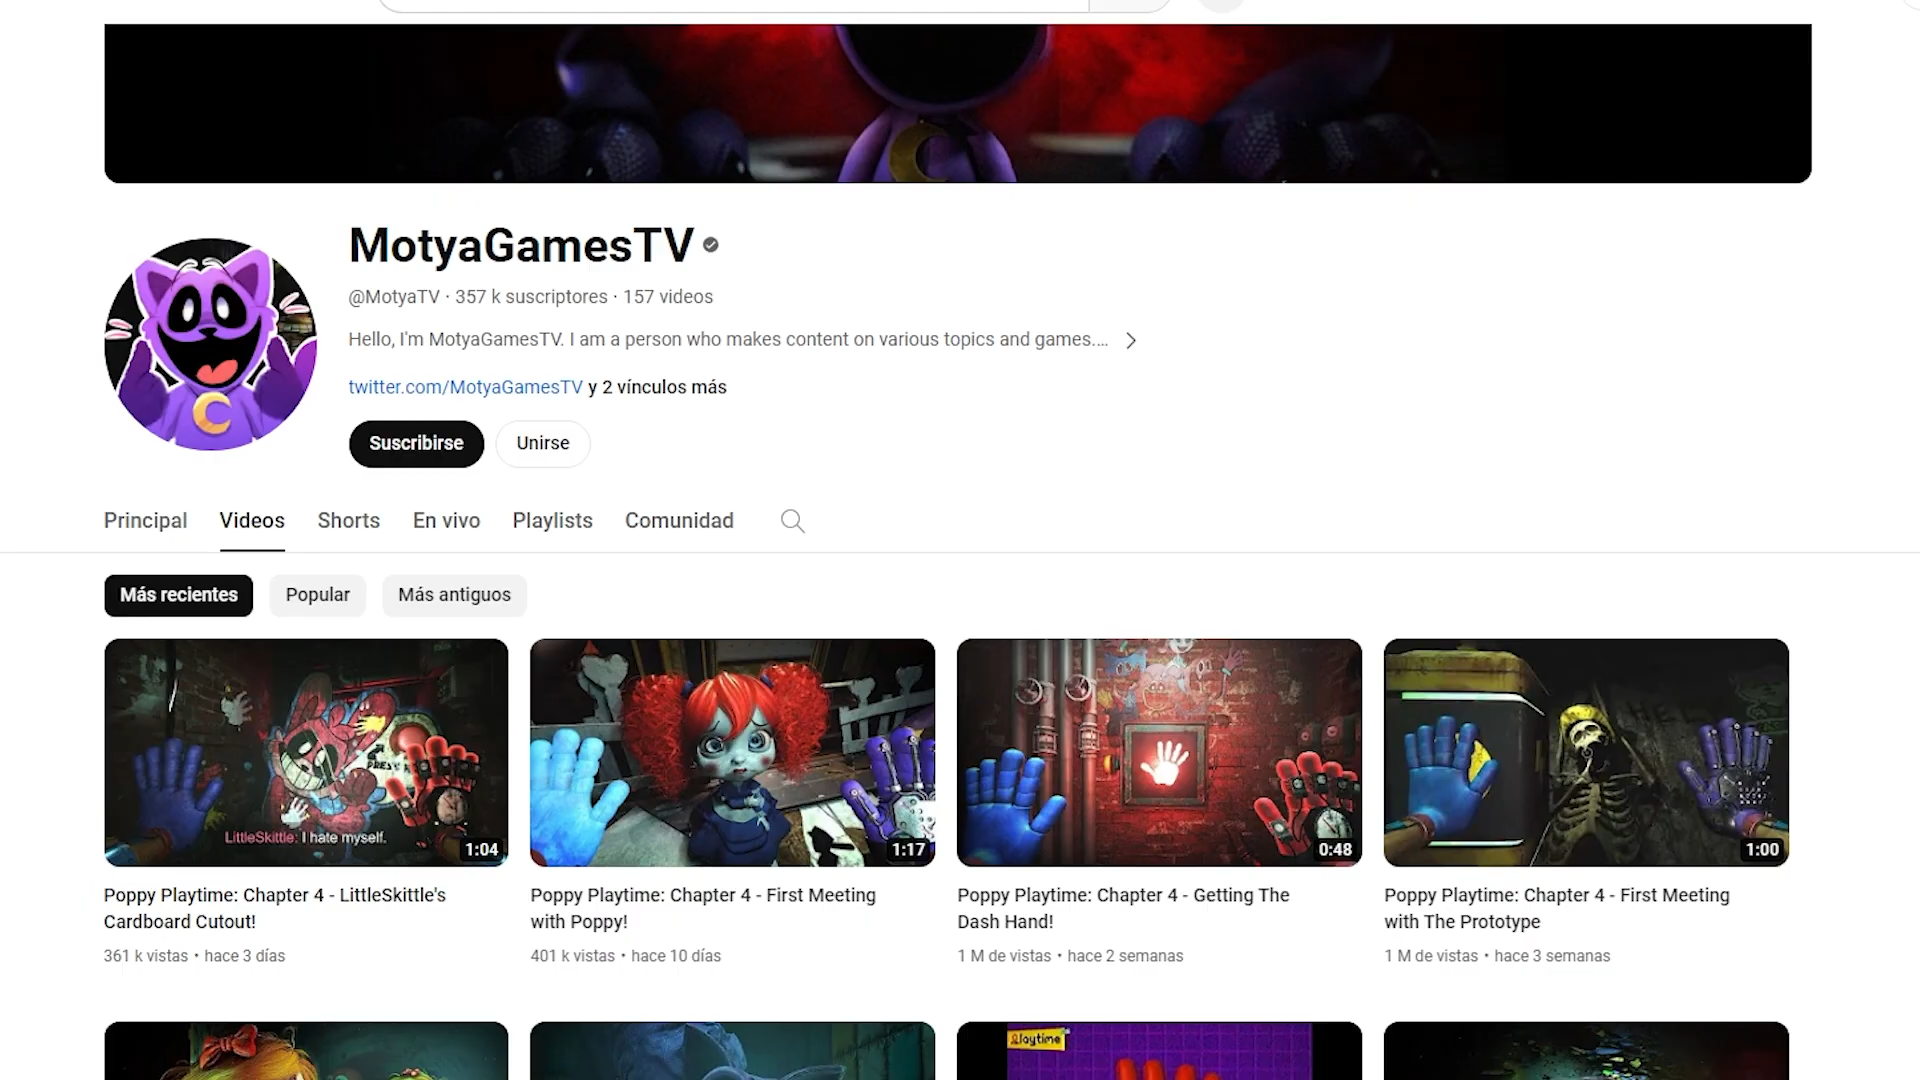 MotyaGamesTV
@MotyaTV · 357 k suscriptores · 157 videos
Hello, I'm MotyaGamesTV. I am a person who makes content on various topics and games....
twitter.com/MotyaGamesTV y 2 vínculos más
Suscribirse
Unirse
Principal
Videos
Shorts
En vivo
Playlists
Comunidad
Más recientes
Popular
Más antiguos
LittleSkittle: I hate myself.
1:04
1:17
0:48
1:00
Poppy Playtime: Chapter 4 - LittleSkittle's
Cardboard Cutout!
361 k vistas • hace 3 días
Poppy Playtime: Chapter 4 - First Meeting
with Poppy!
401 k vistas • hace 10 días
Poppy Playtime: Chapter 4 - Getting The
Dash Hand!
1 M de vistas • hace 2 semanas
Poppy Playtime: Chapter 4 - First Meeting
with The Prototype
1 M de vistas • hace 3 semanas
Playtime